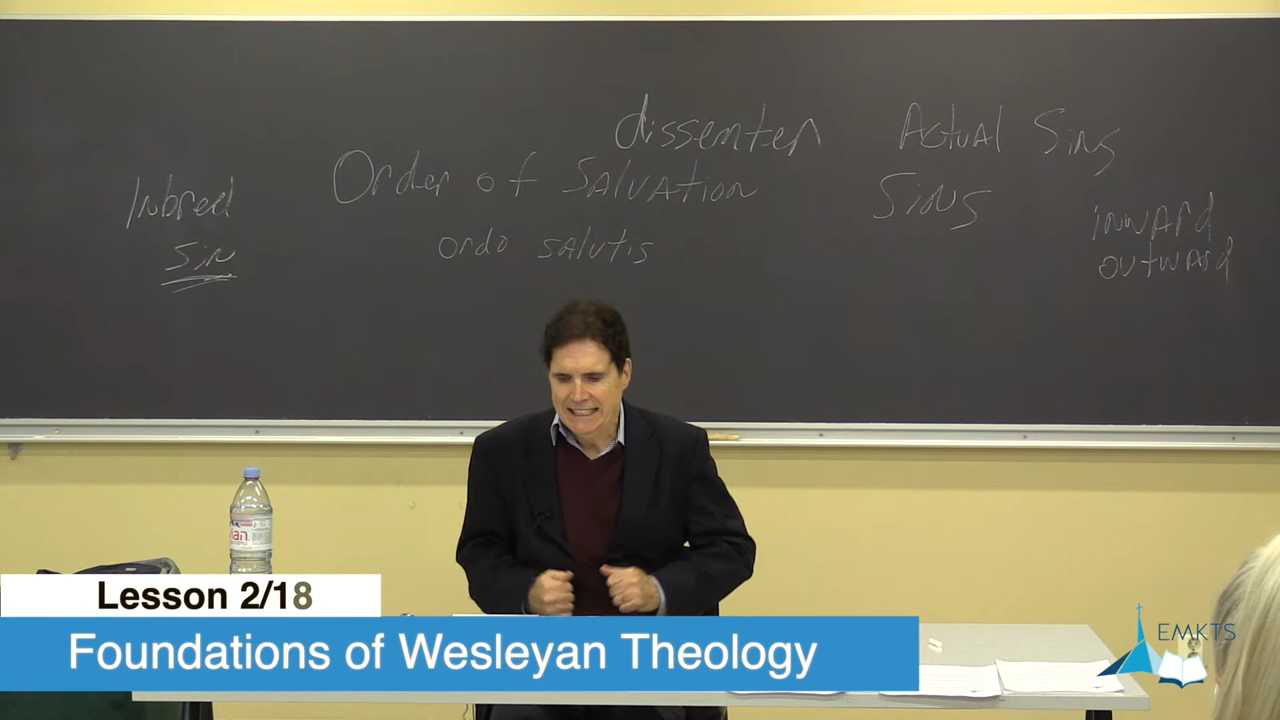 dissenter
Actual Sins
Order of Salvation
Sins
Inbred
Sin
ordo salutis
inward
outward
Lesson 2/18
Foundations of Wesleyan Theology
EMKTS